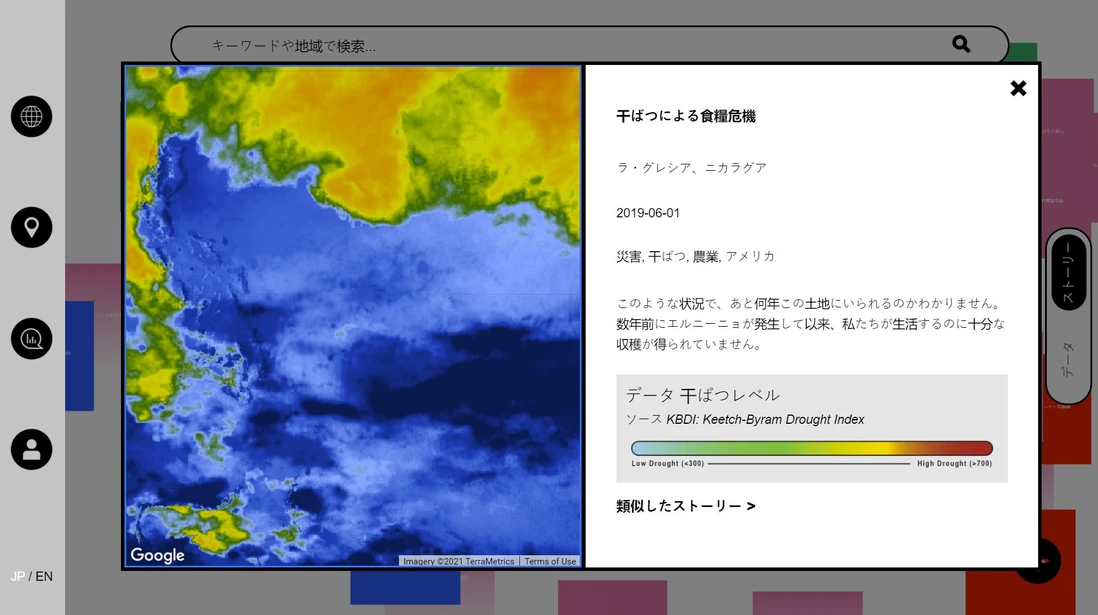 キーワードや地域で検索...
干ばつによる食糧危機
ラ・グレシア、ニカラグア
2019-06-01
災害, 干ばつ, 農業, アメリカ
このような状況で、あと何年この土地にいられるのかわかりません。
数年前にエルニーニョが発生して以来、私たちが生活するのに十分な
収穫が得られていません。
データ 干ばつレベル
ソース KBDI: Keetch-Byram Drought Index
Low Drought (<300)
High Drought (>700)
類似したストーリー >
ストーリー
データ
Google
Imagery ©2021 TerraMetrics
Terms of Use
JP / EN